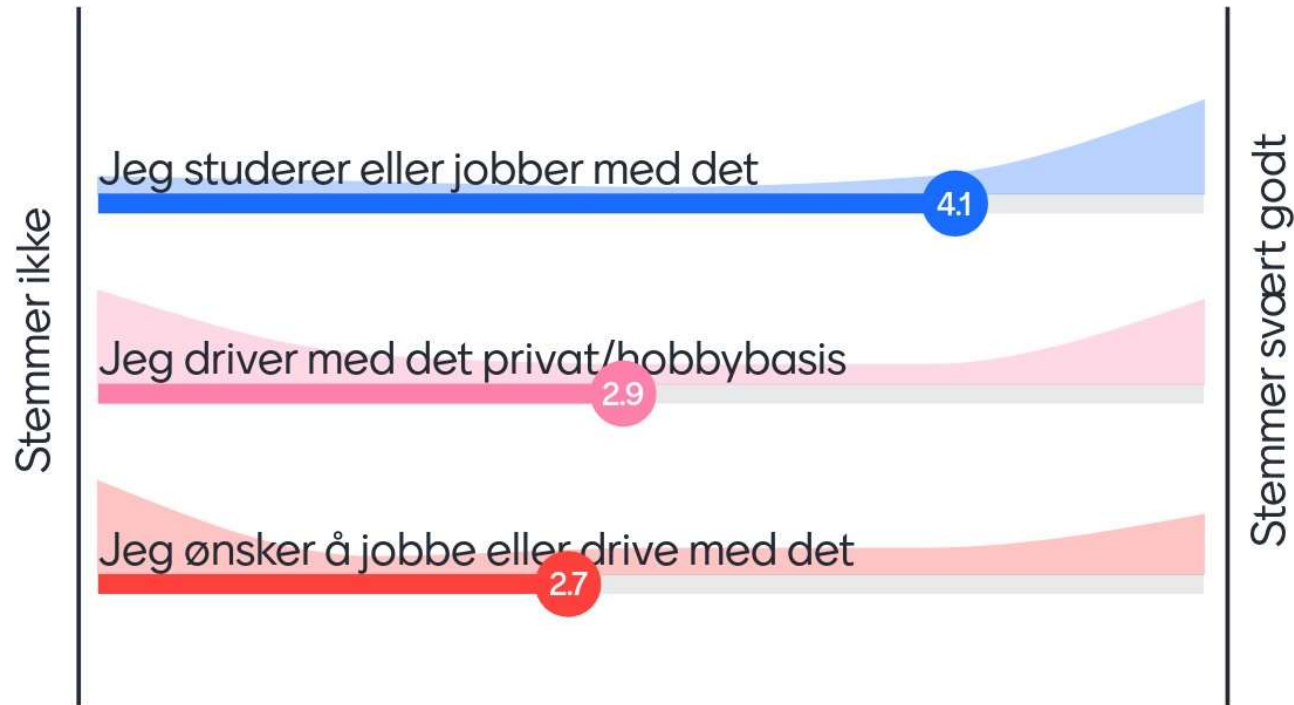 Stemmer ikke
Jeg studerer eller jobber med det
4.1
Jeg driver med det privat/hobbybasis
2.9
Jeg ønsker å jobbe eller drive med det
2.7
Stemmer svært godt